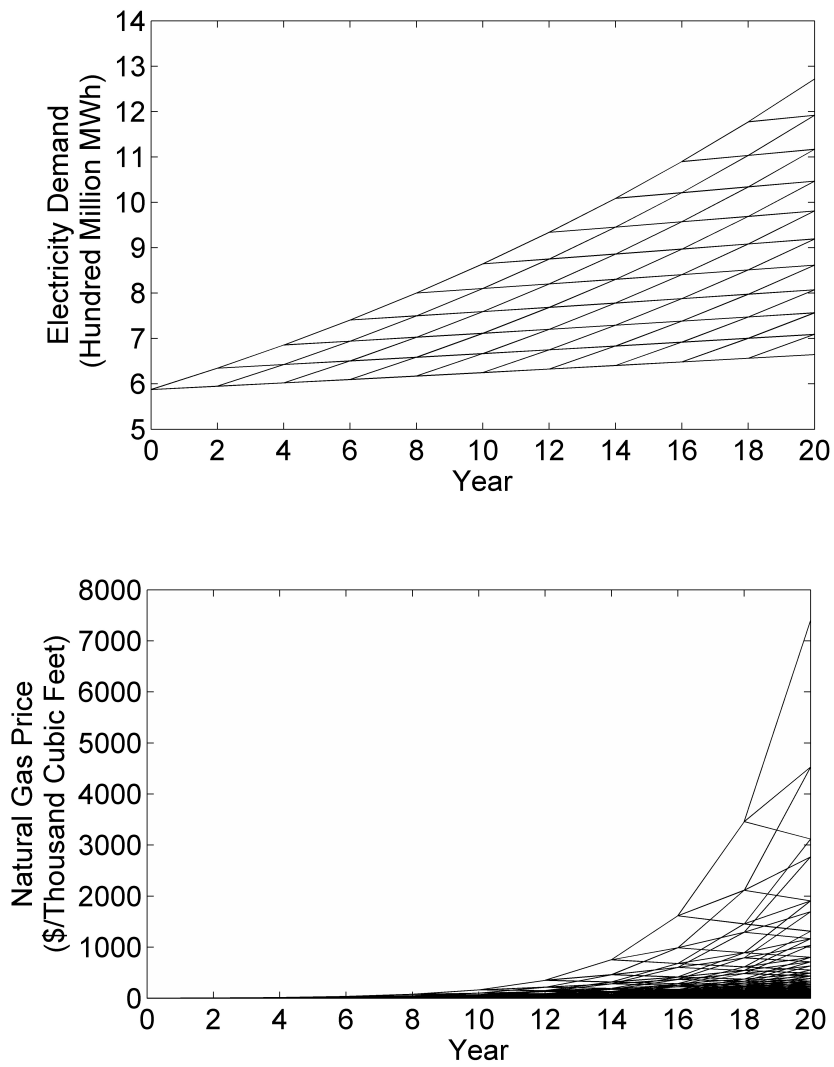 14
13
12
11
10
9
8
7
6
5
Electricity Demand
(Hundred Million MWh)
0 2 4 6 8 10 12 14 16 18 20
Year
8000
7000
6000
5000
4000
3000
2000
1000
0
Natural Gas Price
($/Thousand Cubic Feet)
0 2 4 6 8 10 12 14 16 18 20
Year